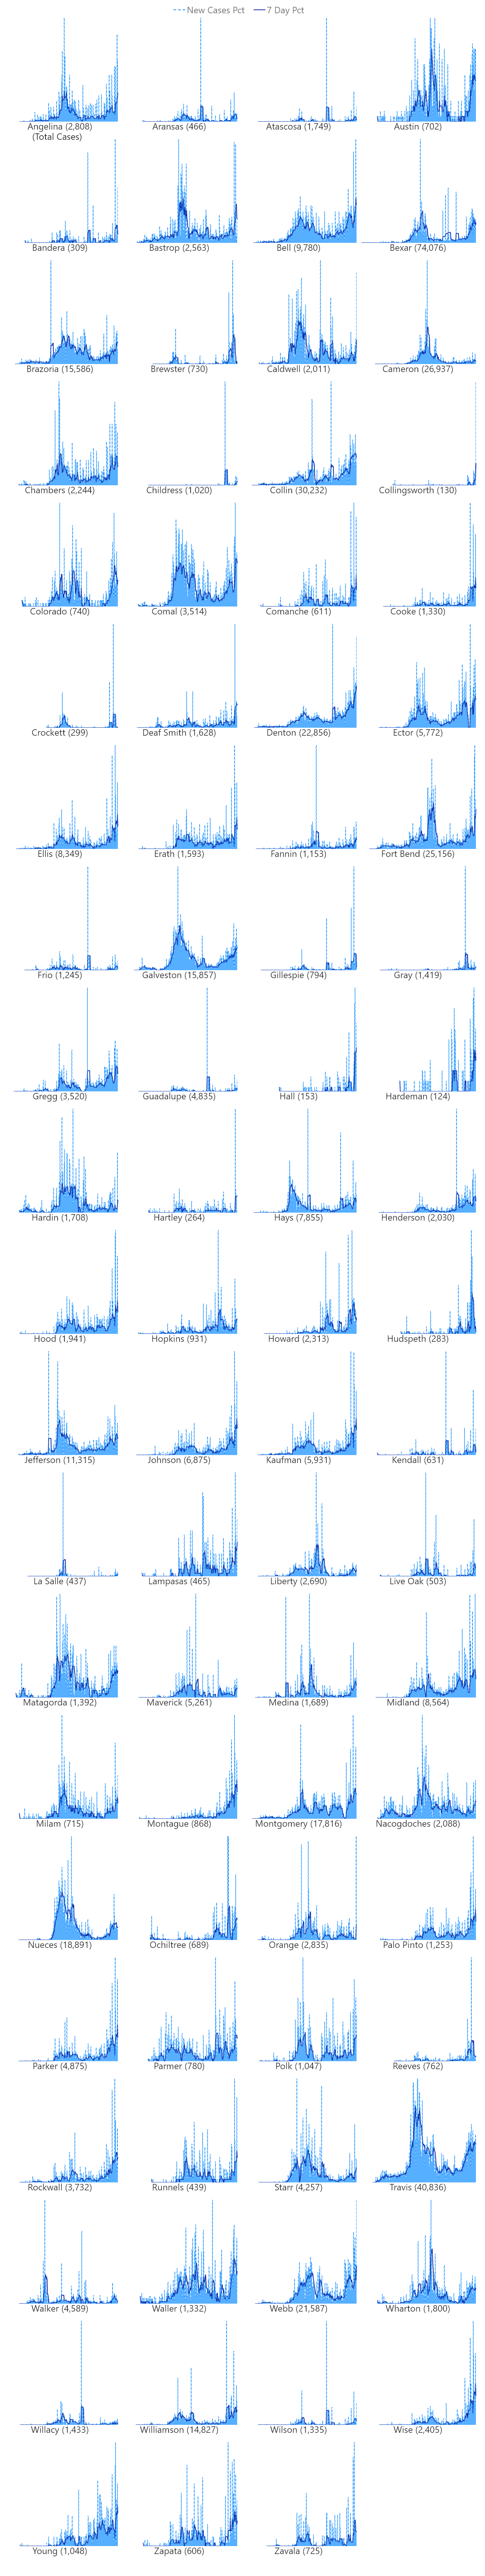 New Cases Pct 7 Day Pct
Angelina (2,808) Aransas (466) Atascosa (1,749) Austin (702)
(Total Cases)
Bandera (309) Bastrop (2,563) Bell (9,780) Bexar (74,076)
Brazoria (15,586) Brewster (730) Caldwell (2,011) Cameron (26,937)
Chambers (2,244) Childress (1,020) Collin (30,232) Collingsworth (130)
Colorado (740) Comal (3,514) Comanche (611) Cooke (1,330)
Crockett (299) Deaf Smith (1,628) Denton (22,856) Ector (5,772)
Ellis (8,349) Erath (1,593) Fannin (1,153) Fort Bend (25,156)
Frio (1,245) Galveston (15,857) Gillespie (794) Gray (1,419)
Gregg (3,520) Guadalupe (4,835) Hall (153) Hardeman (124)
Hardin (1,708) Hartley (264) Hays (7,855) Henderson (2,030)
Hood (1,941) Hopkins (931) Howard (2,313) Hudspeth (283)
Jefferson (11,315) Johnson (6,875) Kaufman (5,931) Kendall (631)
La Salle (437) Lampasas (465) Liberty (2,690) Live Oak (503)
Matagorda (1,392) Maverick (5,261) Medina (1,689) Midland (8,564)
Milam (715) Montague (868) Montgomery (17,816) Nacogdoches (2,088)
Nueces (18,891) Ochiltree (689) Orange (2,835) Palo Pinto (1,253)
Parker (4,875) Parmer (780) Polk (1,047) Reeves (762)
Rockwall (3,732) Runnels (439) Starr (4,257) Travis (40,836)
Walker (4,589) Waller (1,332) Webb (21,587) Wharton (1,800)
Willacy (1,433) Williamson (14,827) Wilson (1,335) Wise (2,405)
Young (1,048) Zapata (606) Zavala (725)